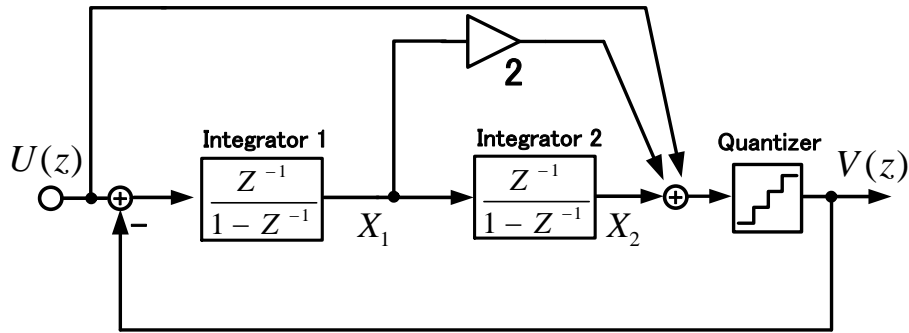 2
Integrator 1
Integrator 2
Quantizer
U(z)
V(z)
+
Z⁻¹
1 − Z⁻¹
Z⁻¹
1 − Z⁻¹
+
−
X₁
X₂